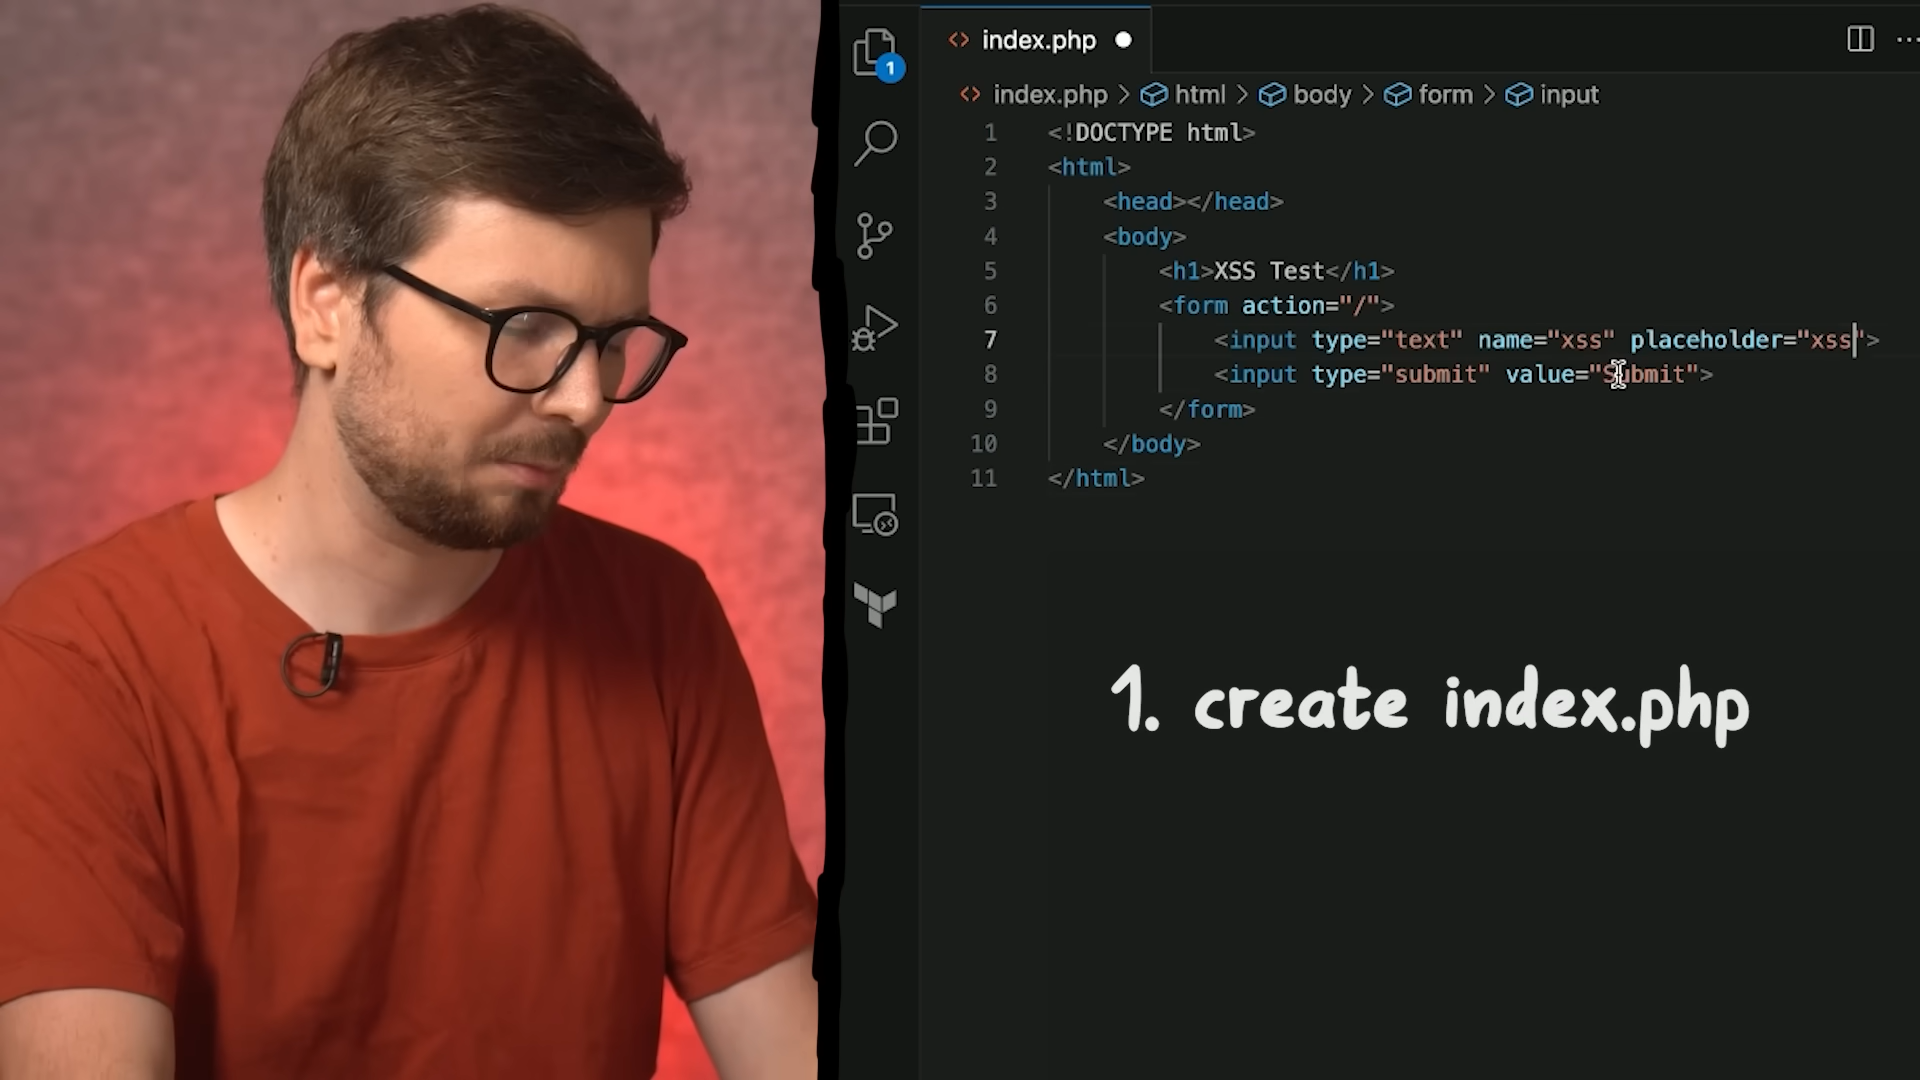 index.php
1
index.php > html > body > form > input
1 <!DOCTYPE html>
2 <html>
3 <head></head>
4 <body>
5 <h1>XSS Test</h1>
6 <form action="/">
7 <input type="text" name="xss" placeholder="xss">
8 <input type="submit" value="Submit">
9 </form>
10 </body>
11 </html>
1. create index.php